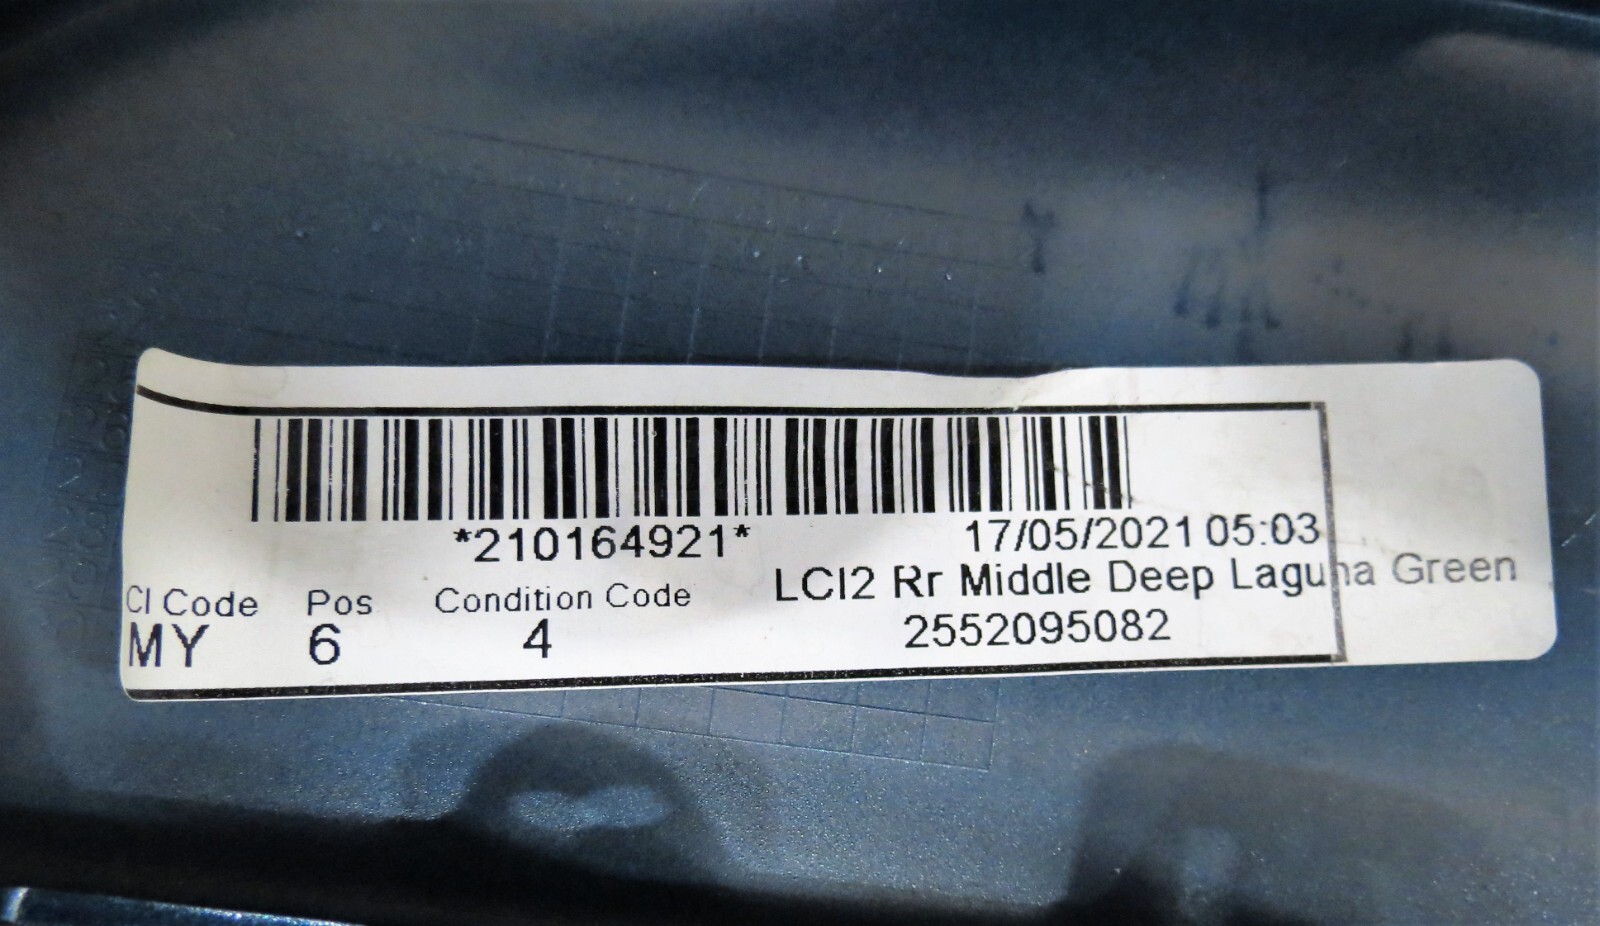 *210164921*
17/05/2021 05:03
LCI2 Rr Middle Deep Laguna Green
CI Code Pos Condition Code
MY 6 4
2552095082